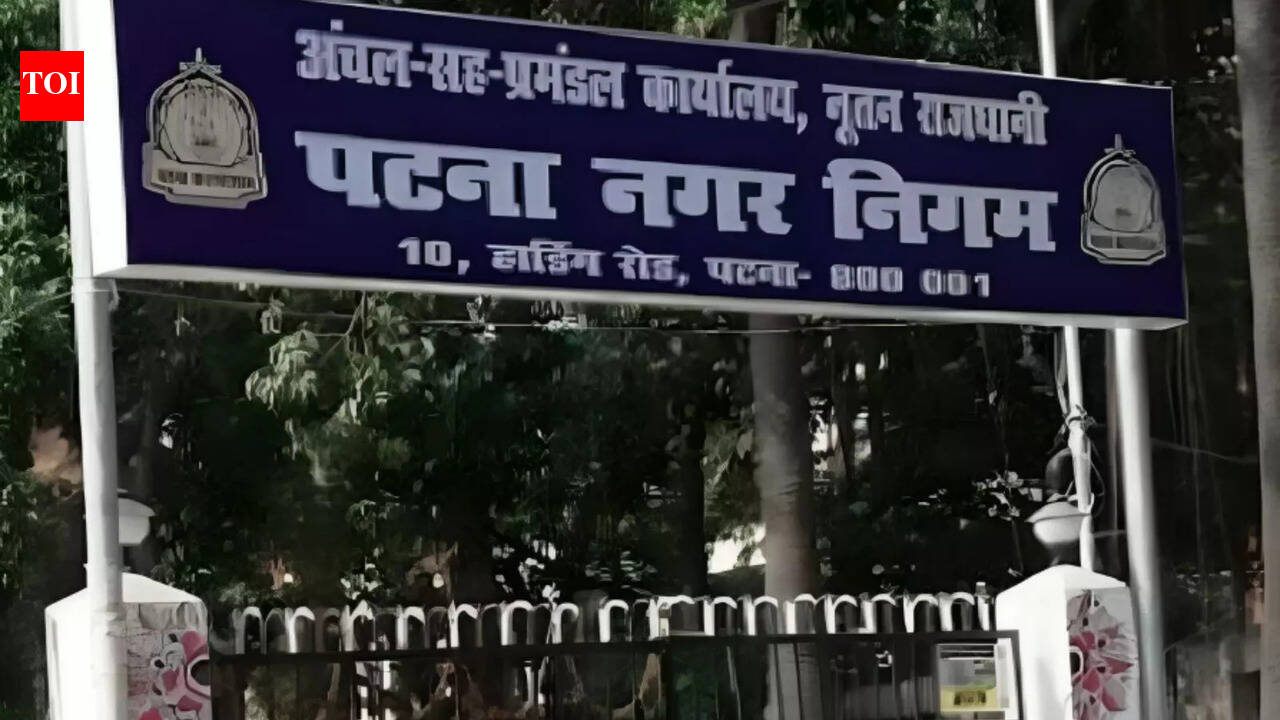 TOI
अंचल-सह-प्रमंडल कार्यालय, नूतन राजधानी
पटना नगर निगम
10, हार्डिंग रोड, पटना- 800 001